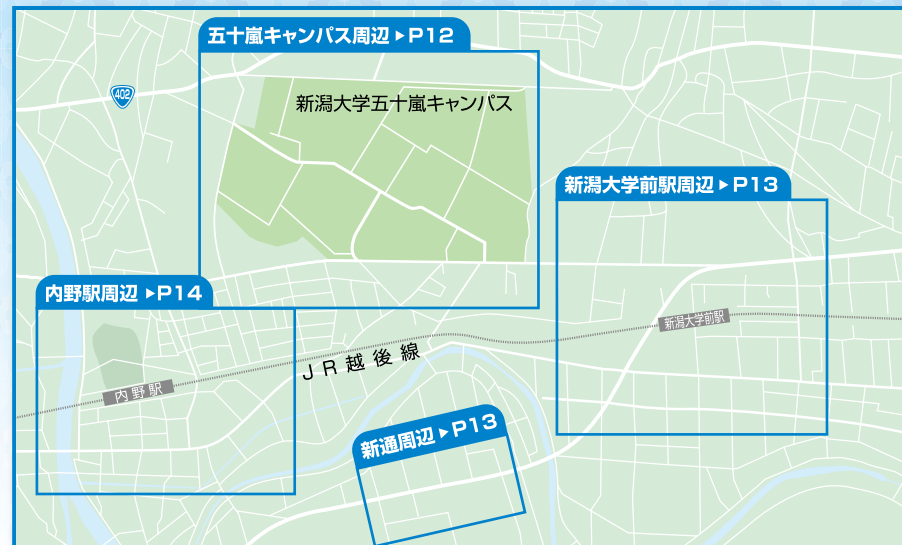 五十嵐キャンパス周辺 ▶P12
402
新潟大学五十嵐キャンパス
新潟大学前駅周辺 ▶P13
内野駅周辺 ▶P14
新潟大学前駅
JR越後線
内野駅
新通周辺 ▶P13